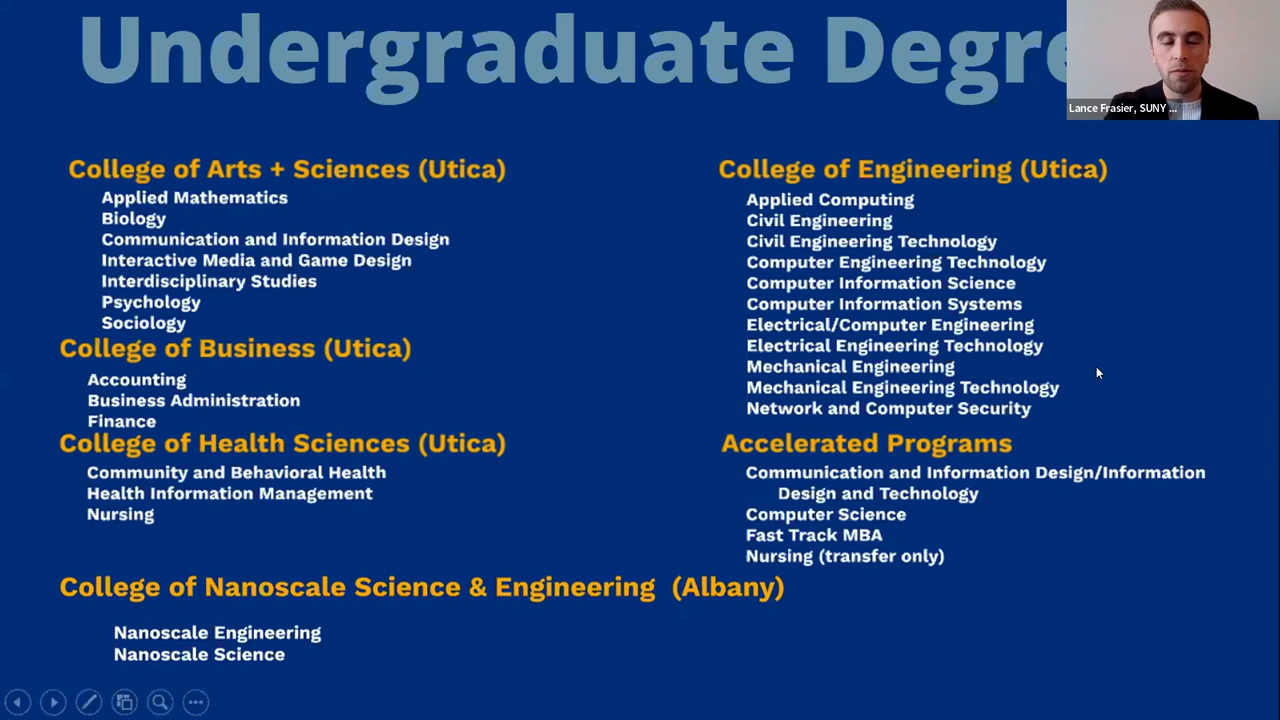 Undergraduate Degre
Lance Frasier, SUNY ...
College of Arts + Sciences (Utica)
Applied Mathematics
Biology
Communication and Information Design
Interactive Media and Game Design
Interdisciplinary Studies
Psychology
Sociology
College of Business (Utica)
Accounting
Business Administration
Finance
College of Health Sciences (Utica)
Community and Behavioral Health
Health Information Management
Nursing
College of Engineering (Utica)
Applied Computing
Civil Engineering
Civil Engineering Technology
Computer Engineering Technology
Computer Information Science
Computer Information Systems
Electrical/Computer Engineering
Electrical Engineering Technology
Mechanical Engineering
Mechanical Engineering Technology
Network and Computer Security
Accelerated Programs
Communication and Information Design/Information
Design and Technology
Computer Science
Fast Track MBA
Nursing (transfer only)
College of Nanoscale Science & Engineering (Albany)
Nanoscale Engineering
Nanoscale Science